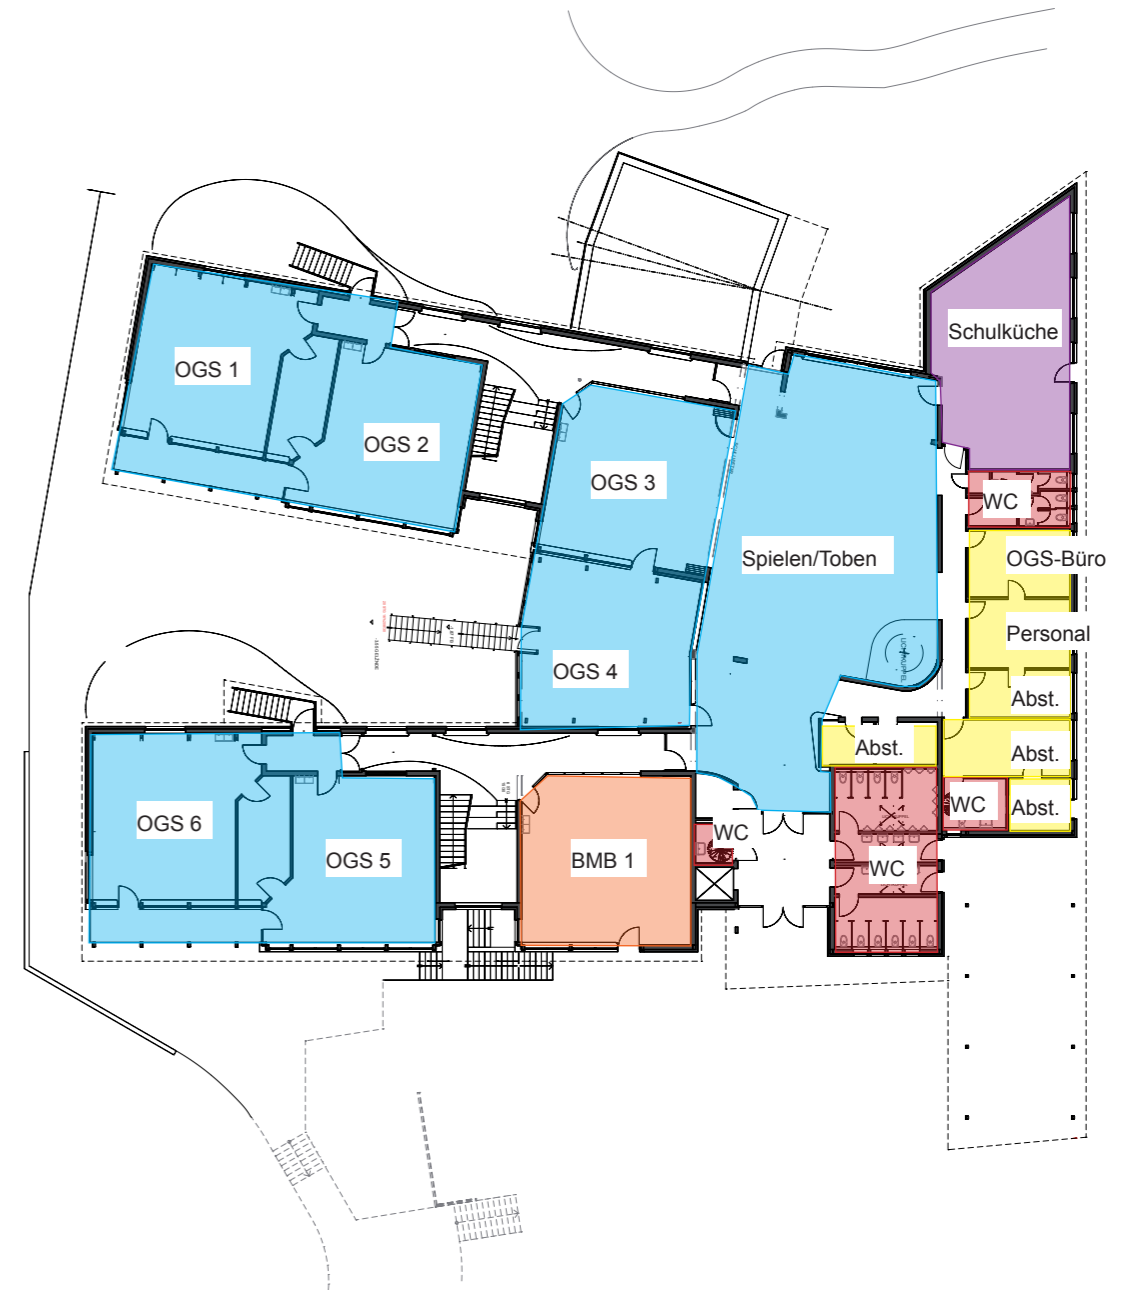 Schulküche
OGS 1
OGS 2
OGS 3
WC
Spielen/Toben
OGS-Büro
Personal
OGS 4
Abst.
Abst.
Abst.
OGS 6
OGS 5
BMB 1
WC
WC
Abst.
WC
LICHTKUPPEL